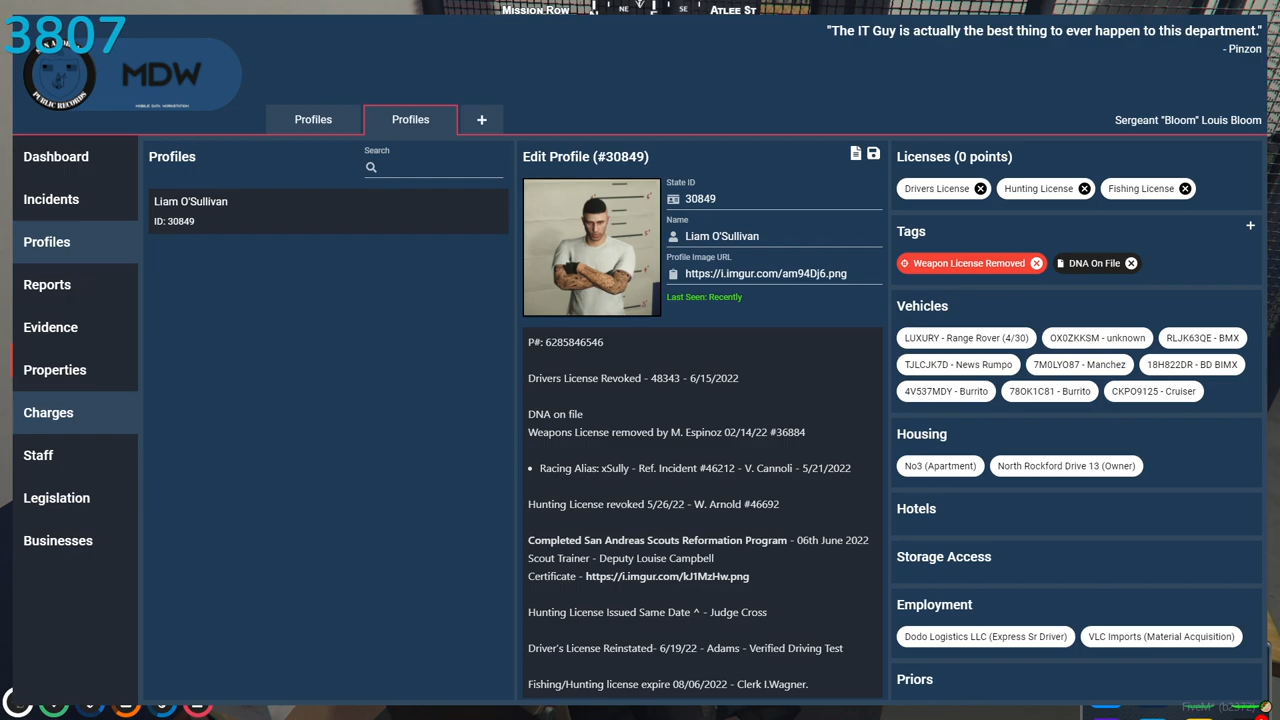 Mission Row
NE
SE
Atlee St
3807
"The IT Guy is actually the best thing to ever happen to this department."
- Pinzon
PUBLIC RECORDS
MDW
MOBILE DATA WORKSTATION
Profiles
Profiles
+
Sergeant "Bloom" Louis Bloom
Dashboard
Incidents
Profiles
Reports
Evidence
Properties
Charges
Staff
Legislation
Businesses
Profiles
Search
Liam O'Sullivan
ID: 30849
Edit Profile (#30849)
State ID
30849
Name
Liam O'Sullivan
Profile Image URL
https://i.imgur.com/am94Dj6.png
Last Seen: Recently
P#: 6285846546
Drivers License Revoked - 48343 - 6/15/2022
DNA on file
Weapons License removed by M. Espinoz 02/14/22 #36884
• Racing Alias: xSully - Ref. Incident #46212 - V. Cannoli - 5/21/2022
Hunting License revoked 5/26/22 - W. Arnold #46692
Completed San Andreas Scouts Reformation Program - 06th June 2022
Scout Trainer - Deputy Louise Campbell
Certificate - https://i.imgur.com/kJ1MzHw.png
Hunting License Issued Same Date ^ - Judge Cross
Driver's License Reinstated- 6/19/22 - Adams - Verified Driving Test
Fishing/Hunting license expire 08/06/2022 - Clerk I.Wagner.
Licenses (0 points)
Drivers License
Hunting License
Fishing License
Tags
+
Weapon License Removed
DNA On File
Vehicles
LUXURY - Range Rover (4/30)
OX0ZKKSM - unknown
RLJK63QE - BMX
TJLCJK7D - News Rumpo
7M0LYO87 - Manchez
18H822DR - BD BIMX
4V537MDY - Burrito
78OK1C81 - Burrito
CKPO9125 - Cruiser
Housing
No3 (Apartment)
North Rockford Drive 13 (Owner)
Hotels
Storage Access
Employment
Dodo Logistics LLC (Express Sr Driver)
VLC Imports (Material Acquisition)
Priors
FiveM* (b2372)